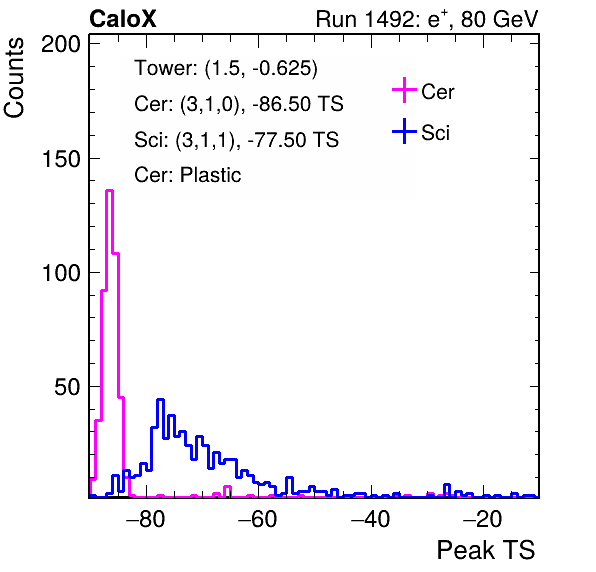 CaloX Run 1492: e+, 80 GeV
Counts
200
150
100
50
Tower: (1.5, -0.625)
Cer: (3,1,0), -86.50 TS
Sci: (3,1,1), -77.50 TS
Cer: Plastic
Cer
Sci
−80 −60 −40 −20
Peak TS